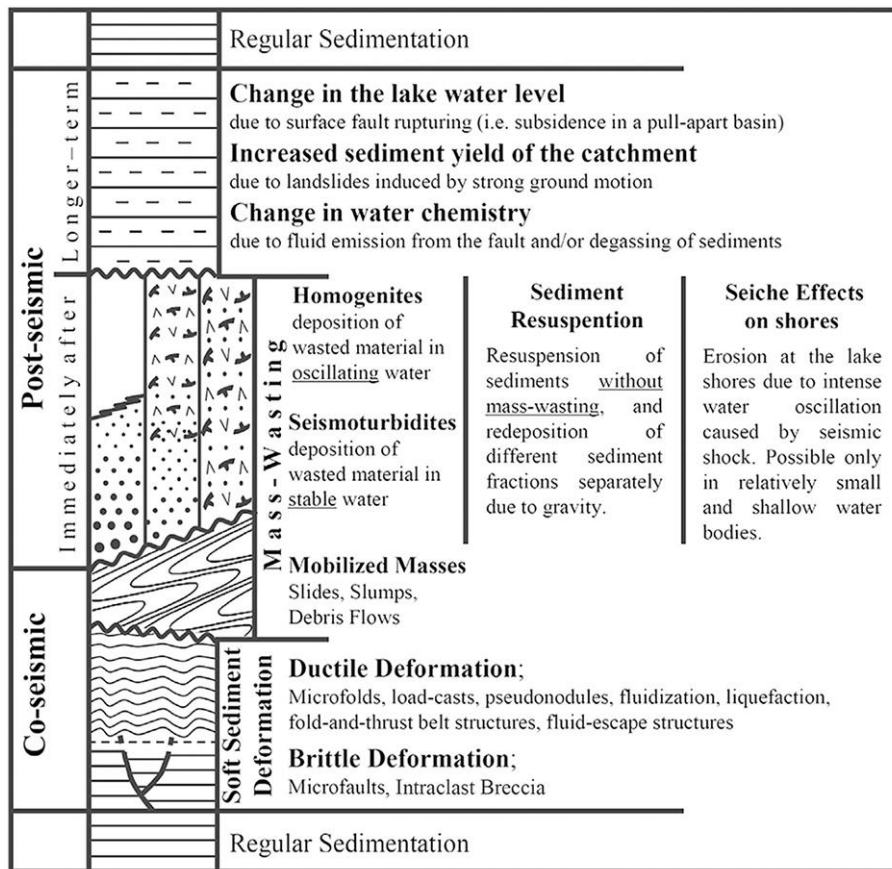 Regular Sedimentation
Post-seismic
Longer–term
Change in the lake water level
due to surface fault rupturing (i.e. subsidence in a pull-apart basin)
Increased sediment yield of the catchment
due to landslides induced by strong ground motion
Change in water chemistry
due to fluid emission from the fault and/or degassing of sediments
Immediately after
Mass-Wasting
Homogenites
deposition of
wasted material in
oscillating water
Seismoturbidites
deposition of
wasted material in
stable water
Mobilized Masses
Slides, Slumps,
Debris Flows
Sediment
Resuspention
Resuspension of
sediments without
mass-wasting, and
redeposition of
different sediment
fractions separately
due to gravity.
Seiche Effects
on shores
Erosion at the lake
shores due to intense
water oscillation
caused by seismic
shock. Possible only
in relatively small
and shallow water
bodies.
Co-seismic
Soft Sediment
Deformation
Ductile Deformation;
Microfolds, load-casts, pseudonodules, fluidization, liquefaction,
fold-and-thrust belt structures, fluid-escape structures
Brittle Deformation;
Microfaults, Intraclast Breccia
Regular Sedimentation